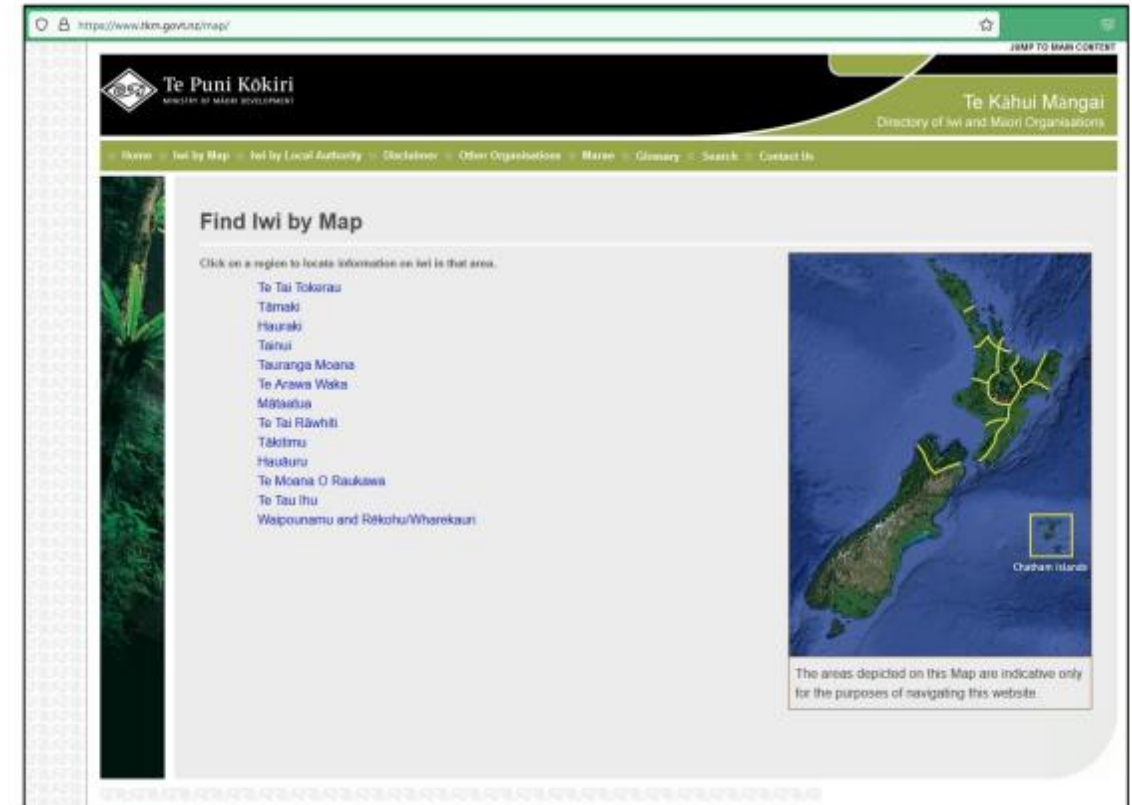 https://www.tkm.govt.nz/map/
JUMP TO MAIN CONTENT
Te Puni Kōkiri
MINISTRY OF MĀORI DEVELOPMENT
Te Kāhui Māngai
Directory of Iwi and Māori Organisations
Home Iwi by Map Iwi by Local Authority Disclaimer Other Organisations Marae Glossary Search Contact Us
Find Iwi by Map
Click on a region to locate information on iwi in that area.
Te Tai Tokerau
Tāmaki
Hauraki
Tainui
Tauranga Moana
Te Arawa Waka
Mātaatua
Te Tai Rāwhiti
Tākitimu
Hauāuru
Te Moana O Raukawa
Te Tau Ihu
Waipounamu and Rēkohu/Wharekauri
Chatham Islands
The areas depicted on this Map are indicative only
for the purposes of navigating this website.